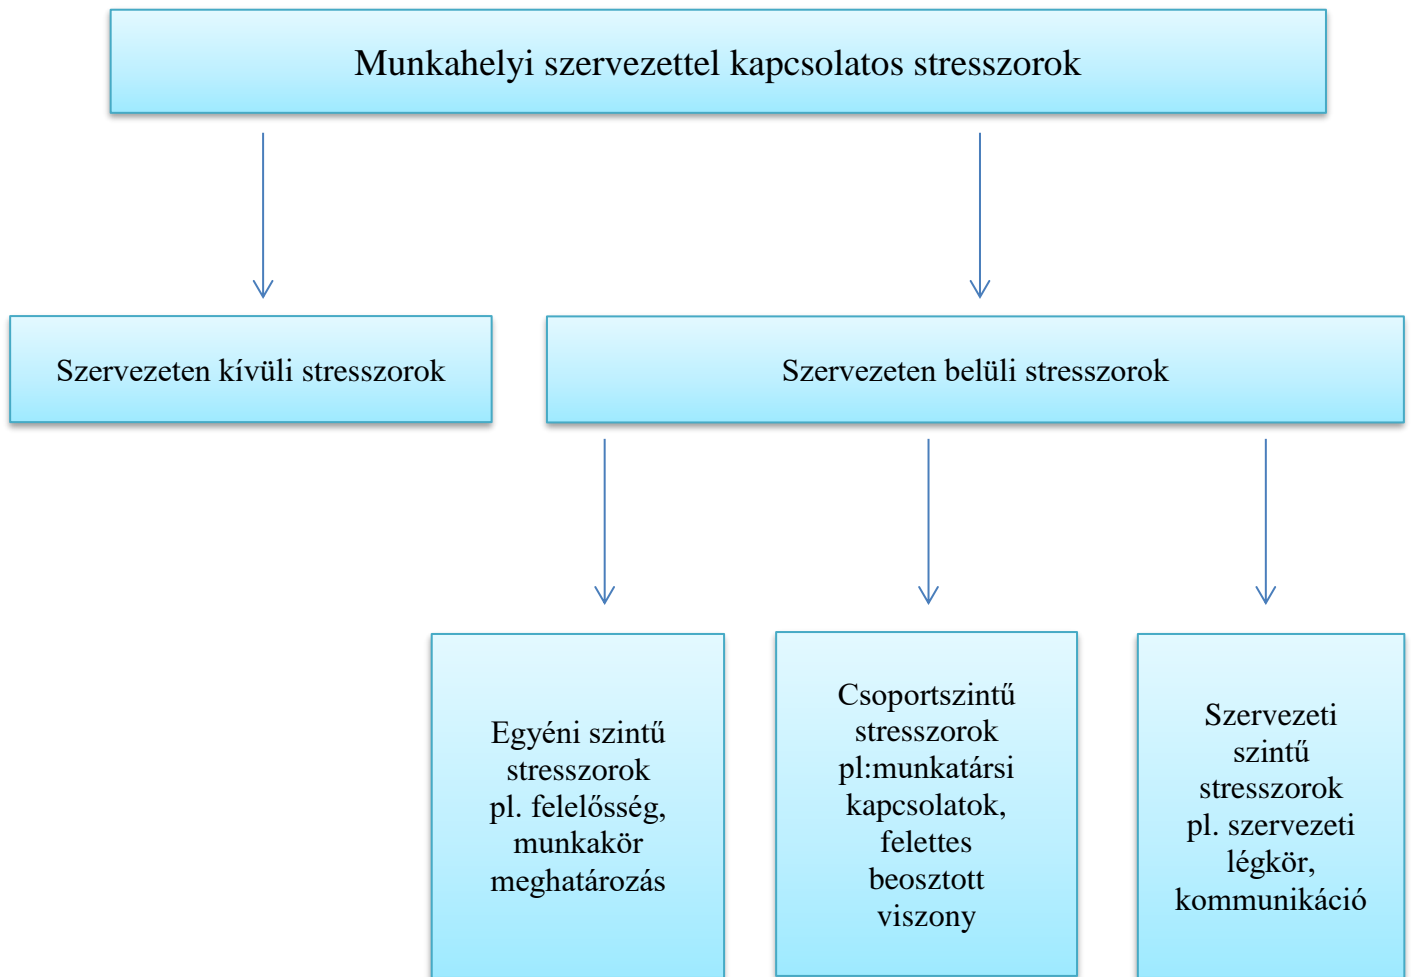 Munkahelyi szervezettel kapcsolatos stresszorok
Szervezeten kívüli stresszorok
Szervezeten belüli stresszorok
Egyéni szintű
stresszorok
pl. felelősség,
munkakör
meghatározás
Csoportszintű
stresszorok
pl:munkatársi
kapcsolatok,
felettes
beosztott
viszony
Szervezeti
szintű
stresszorok
pl. szervezeti
légkör,
kommunikáció